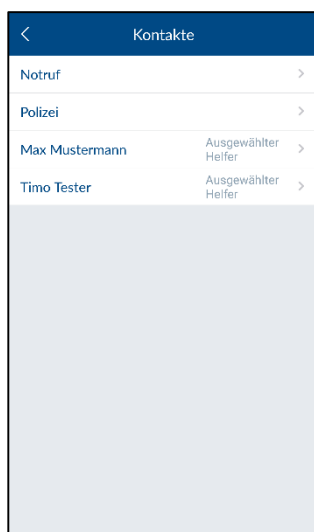 Kontakte
Notruf
Polizei
Max Mustermann
Ausgewählter
Helfer
Timo Tester
Ausgewählter
Helfer